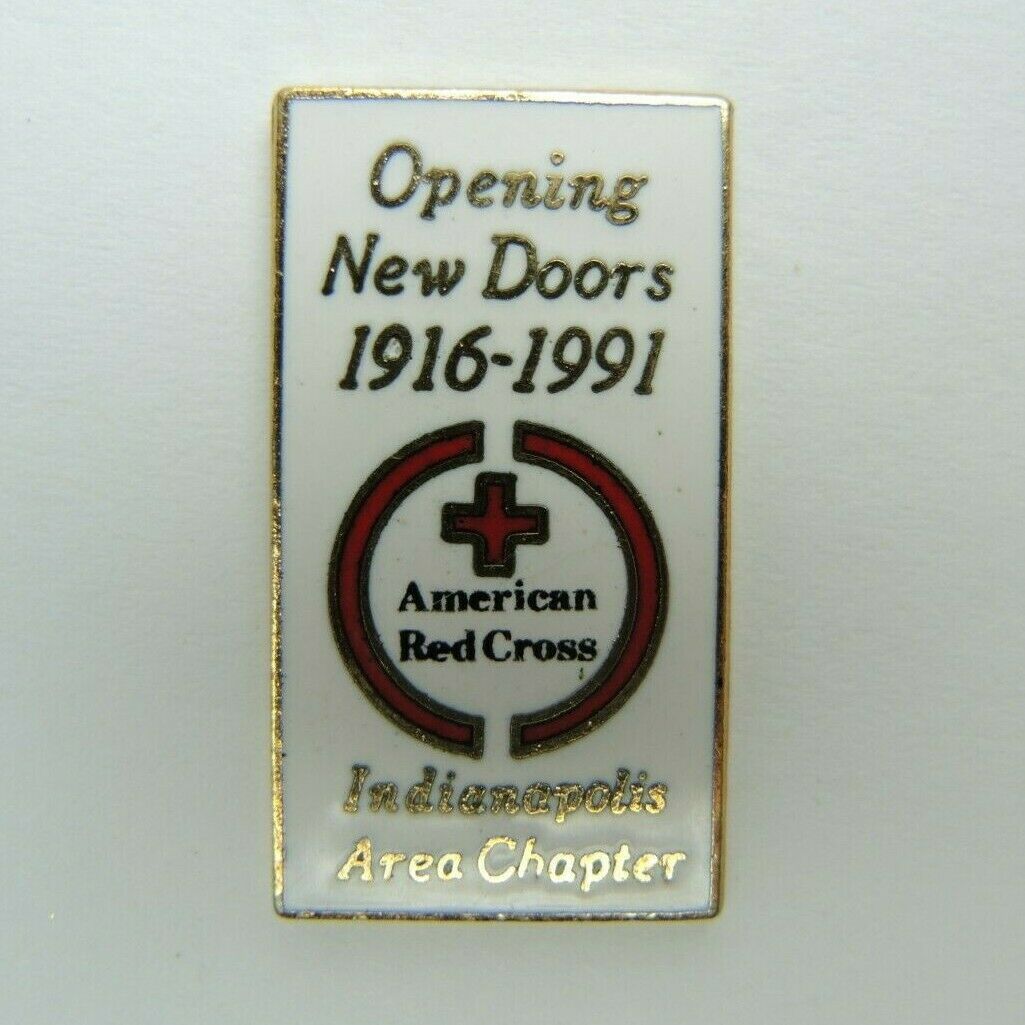 Opening
New Doors
1916-1991
American
Red Cross
Indianapolis
Area Chapter